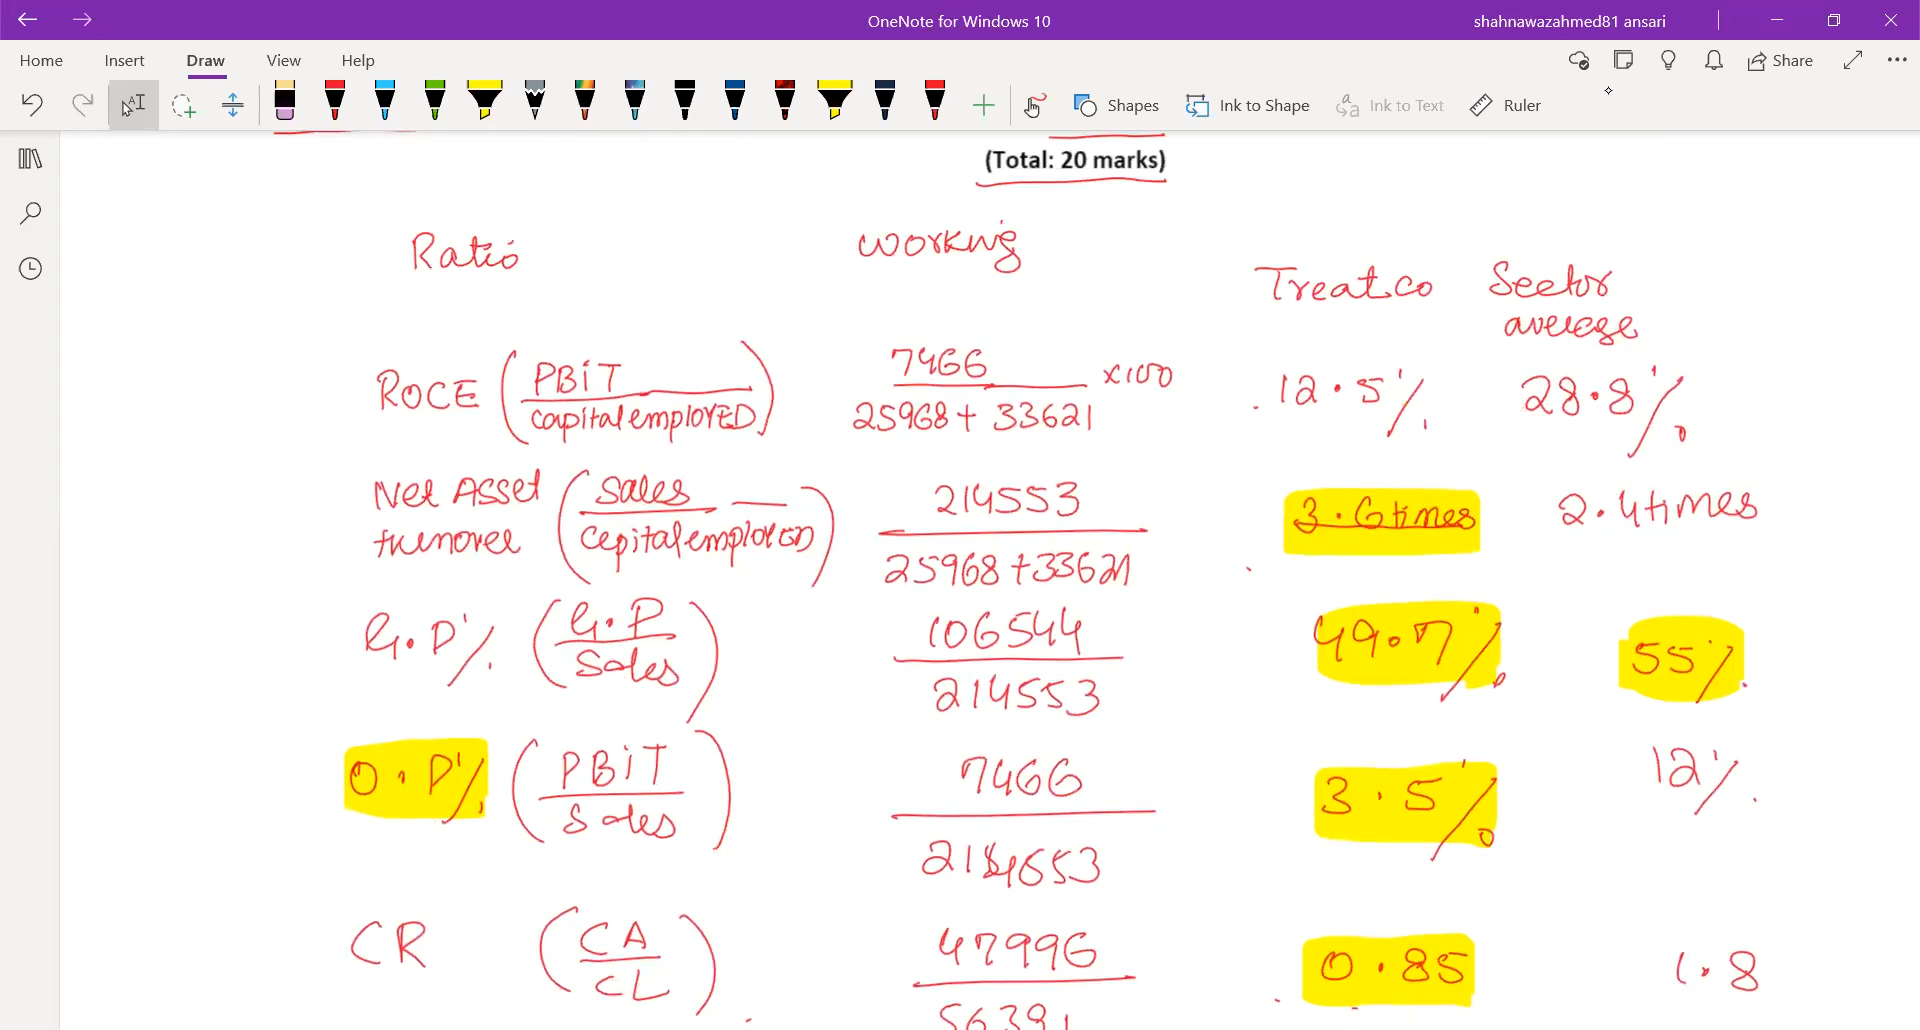 OneNote for Windows 10
shahnawazahmed81 ansari
Home Insert Draw View Help
Share
Shapes Ink to Shape Ink to Text Ruler
(Total: 20 marks)
Ratio working
Treatco Sector
average
ROCE (PBIT / capital employED) 7466 / 25968 + 33621 ×100 12.5% 28.8%
Net Asset turnover (sales / capital employED) 214553 / 25968 + 33621 3.6 times 2.4 times
G.P% (G.P / Sales) 106544 / 214553 49.7% 55%
O.P% (PBIT / Sales) 7466 / 214553 3.5% 12%
CR (CA / CL) 47996 / 56391 0.85 1.8